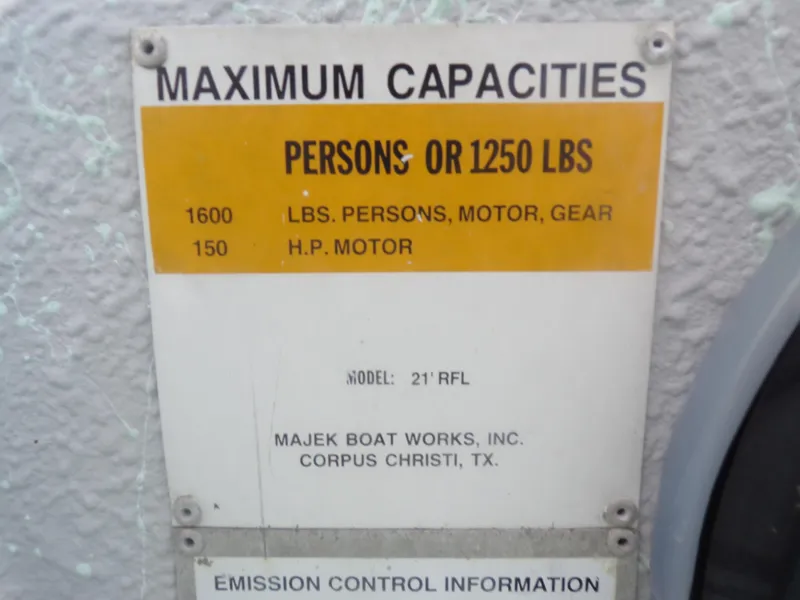 MAXIMUM CAPACITIES
PERSONS OR 1250 LBS
1600 LBS. PERSONS, MOTOR, GEAR
150 H.P. MOTOR
MODEL: 21' RFL
MAJEK BOAT WORKS, INC.
CORPUS CHRISTI, TX.
EMISSION CONTROL INFORMATION